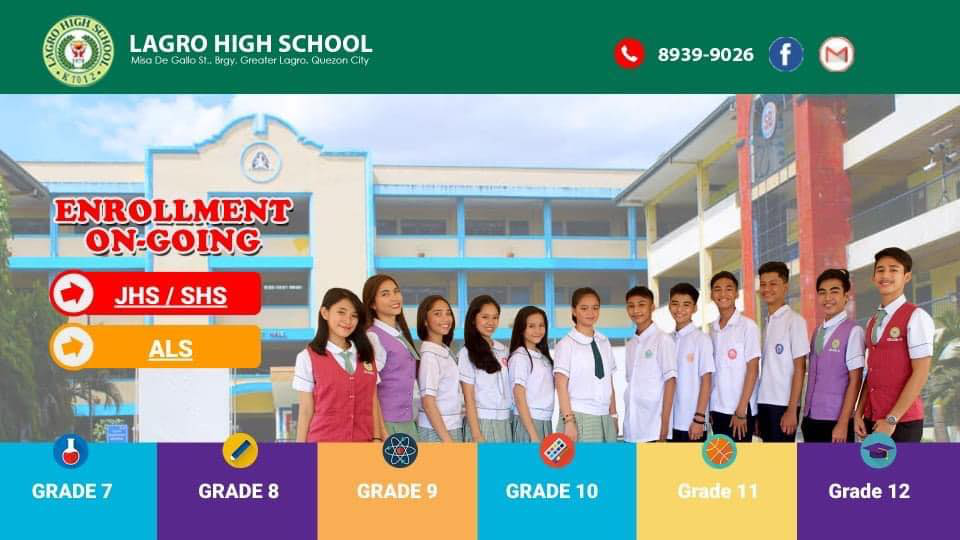 LAGRO HIGH SCHOOL
K TO 12
LAGRO HIGH SCHOOL
Misa De Gallo St., Brgy. Greater Lagro, Quezon City
8939-9026
ENROLLMENT
ON-GOING
JHS / SHS
ALS
GRADE 7
GRADE 8
GRADE 9
GRADE 10
Grade 11
Grade 12